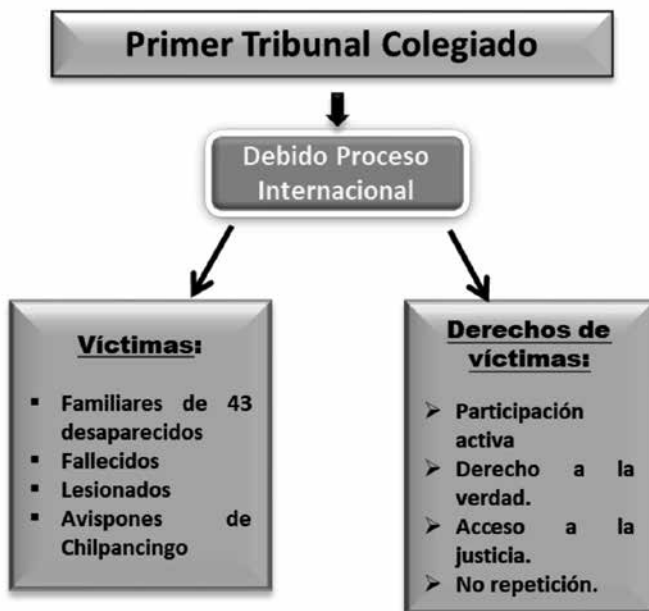 Primer Tribunal Colegiado
Debido Proceso
Internacional
Víctimas:
▪ Familiares de 43
desaparecidos
▪ Fallecidos
▪ Lesionados
▪ Avispones de
Chilpancingo
Derechos de
víctimas:
➢ Participación
activa
➢ Derecho a la
verdad.
➢ Acceso a la
justicia.
➢ No repetición.